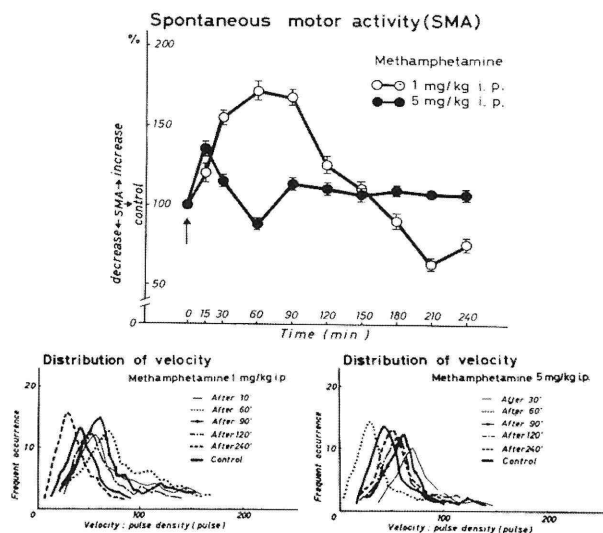 Spontaneous motor activity (SMA)
%
200
150
100
50
0
decrease ← SMA → increase
control
Methamphetamine
1 mg/kg i. p.
5 mg/kg i. p.
0 15 30 60 90 120 150 180 210 240
Time (min)
Distribution of velocity
Methamphetamine 1 mg/kg i.p
After 30'
After 60'
After 90'
After 120'
After 240'
Control
Frequent occurrence
20
10
0 100 200
Velocity : pulse density (pulse)
Distribution of velocity
Methamphetamine 5 mg/kg i.p.
After 30'
After 60'
After 90'
After 120'
After 240'
Control
Frequent occurrence
20
10
0 100 200
Velocity : pulse density (pulse)